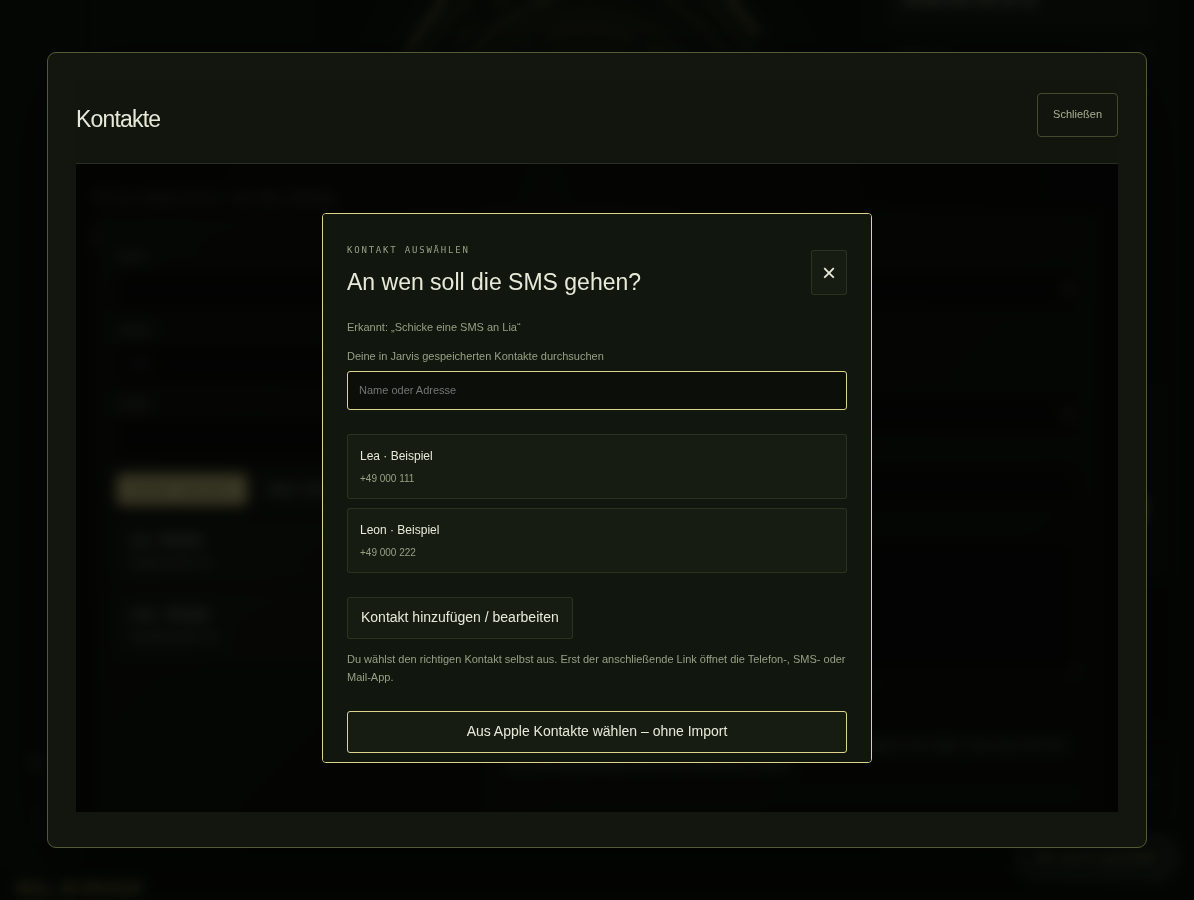 Kontakte
Schließen
KONTAKT AUSWÄHLEN
An wen soll die SMS gehen?
×
Erkannt: „Schicke eine SMS an Lia“
Deine in Jarvis gespeicherten Kontakte durchsuchen
Name oder Adresse
Lea · Beispiel
+49 000 111
Leon · Beispiel
+49 000 222
Kontakt hinzufügen / bearbeiten
Du wählst den richtigen Kontakt selbst aus. Erst der anschließende Link öffnet die Telefon-, SMS- oder
Mail-App.
Aus Apple Kontakte wählen – ohne Import